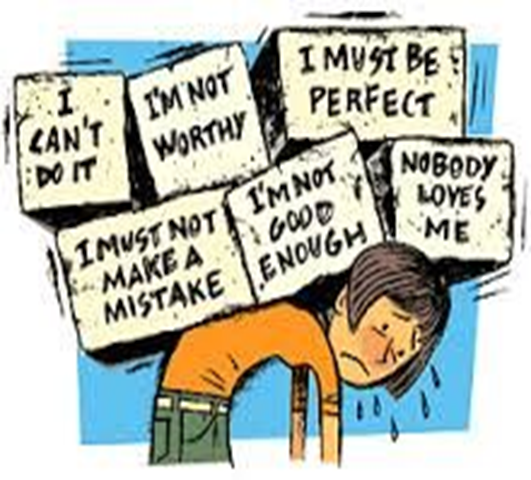 I
CAN'T
DO IT
I'M NOT
WORTHY
I MUST BE
PERFECT
I MUST NOT
MAKE A
MISTAKE
I'M NOT
GOOD
ENOUGH
NOBODY
LOVES
ME